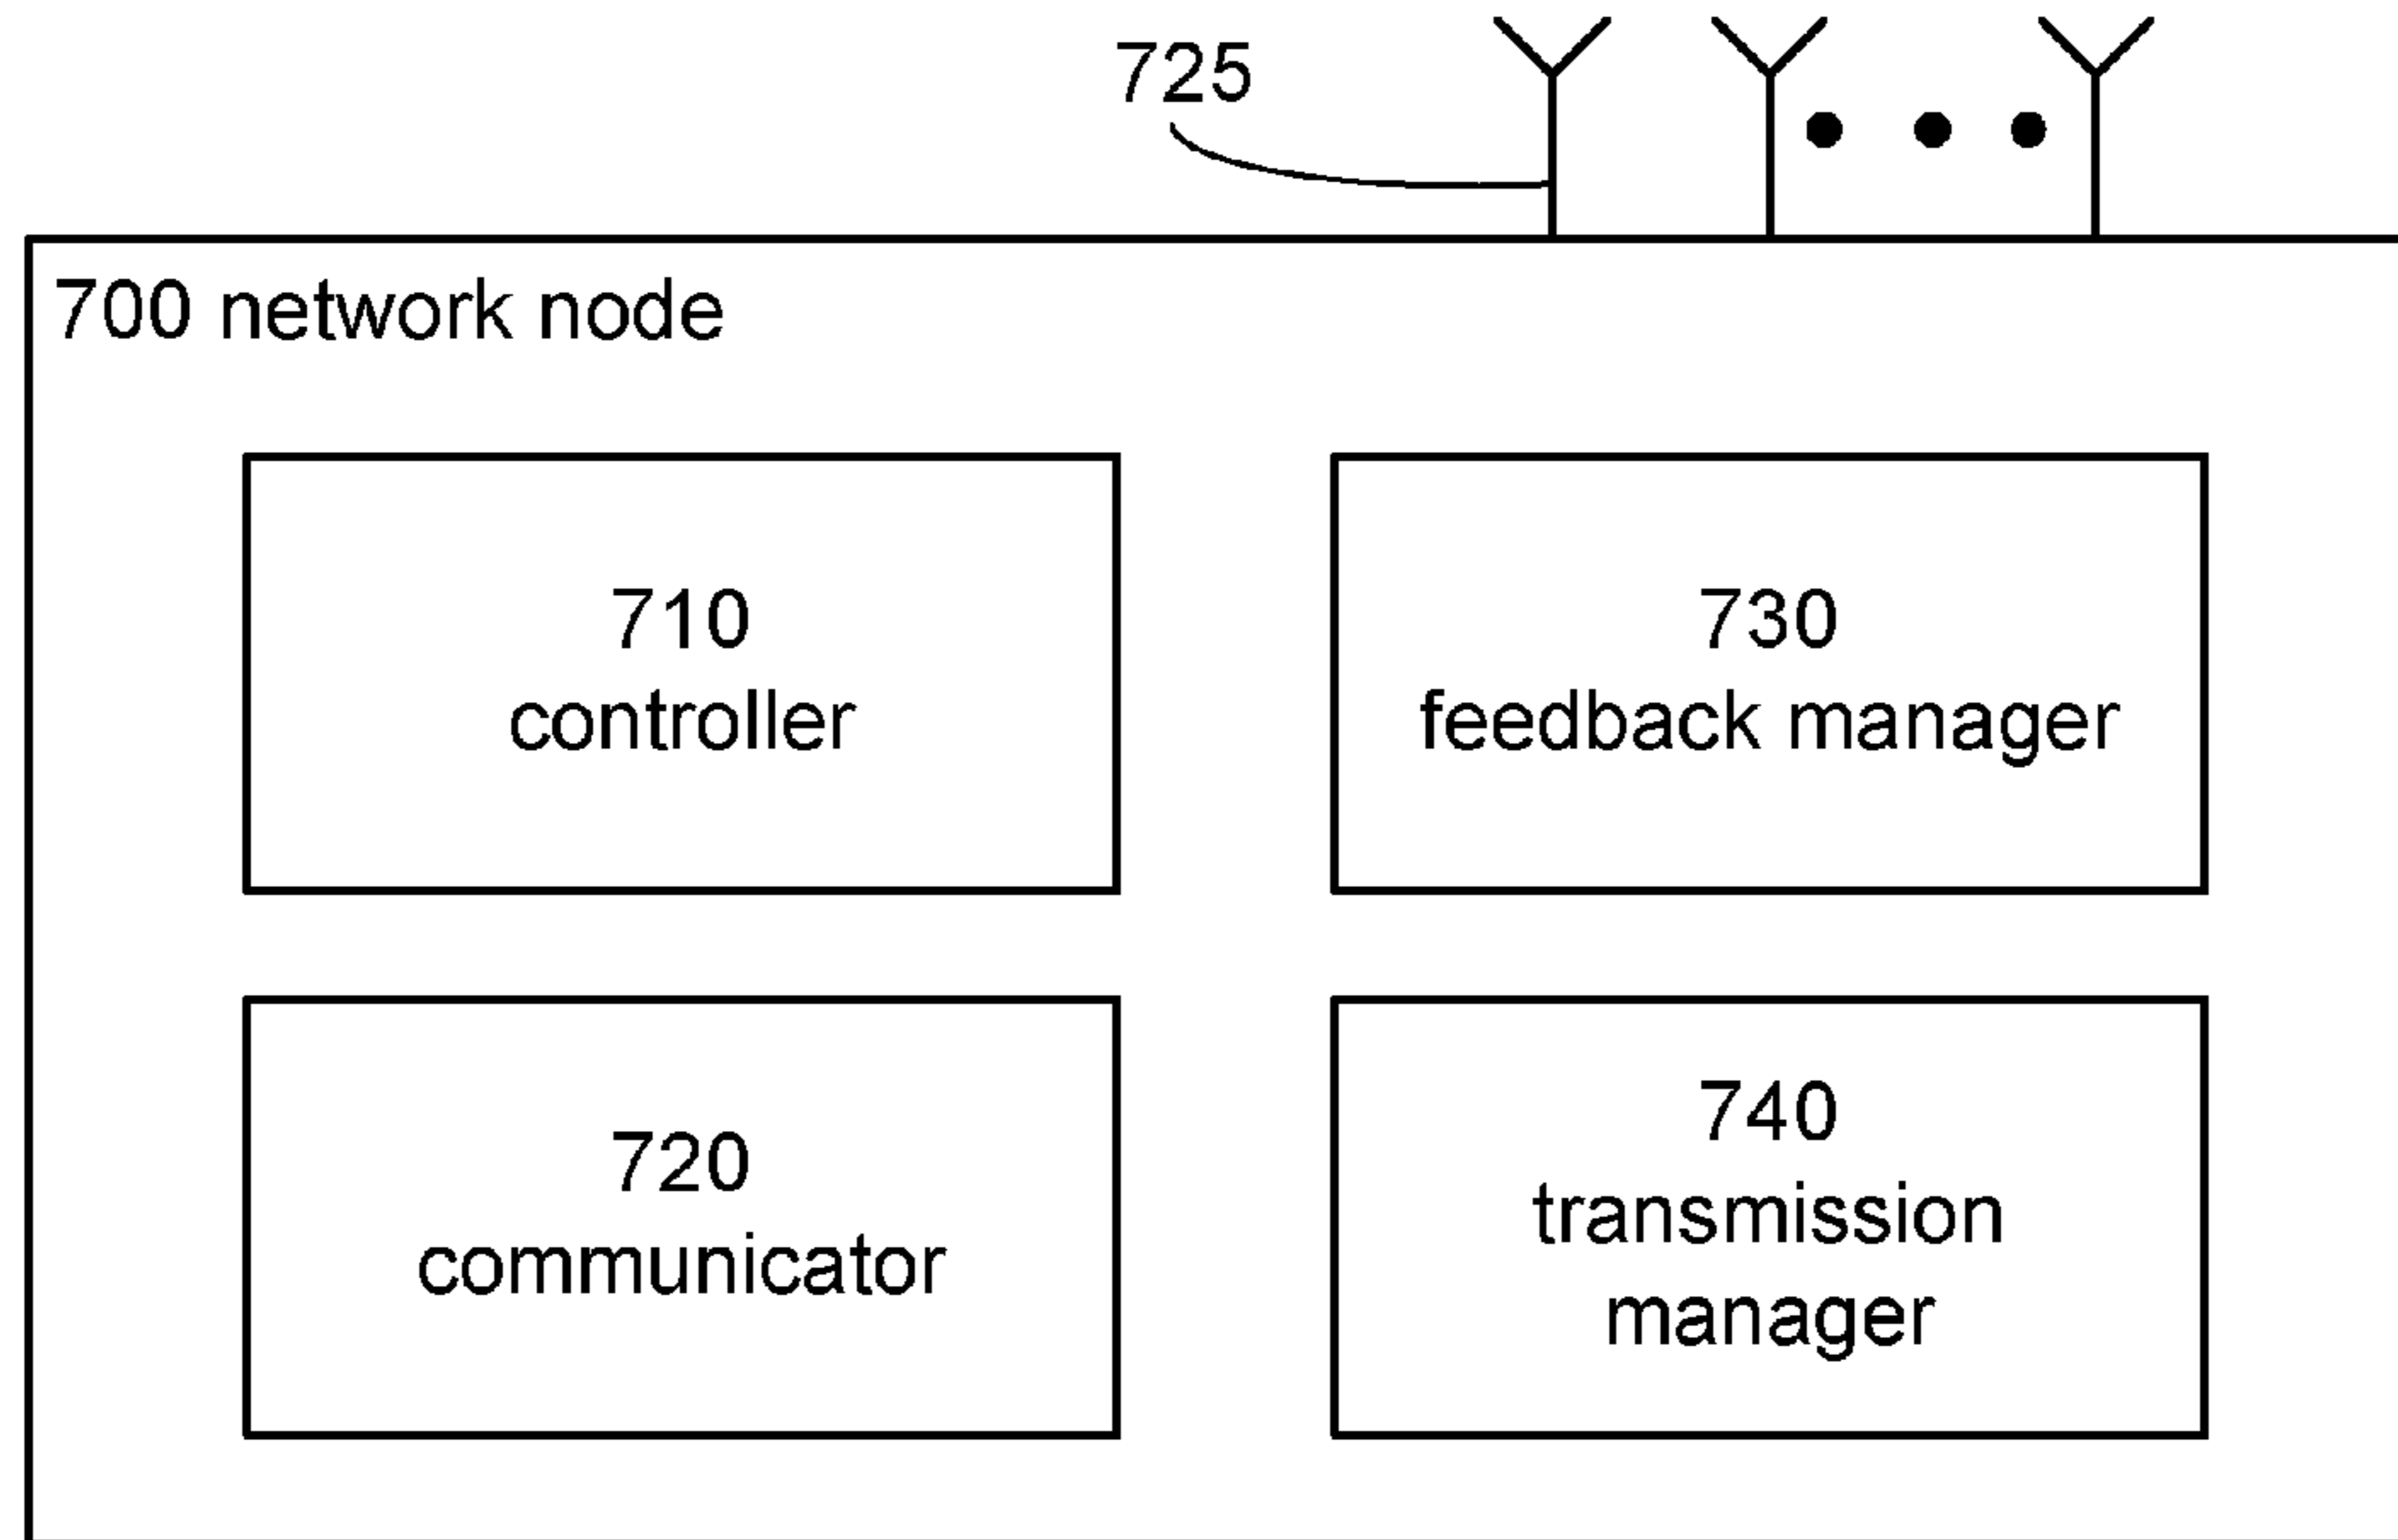 725
700 network node
710
controller
730
feedback manager
720
communicator
740
transmission
manager